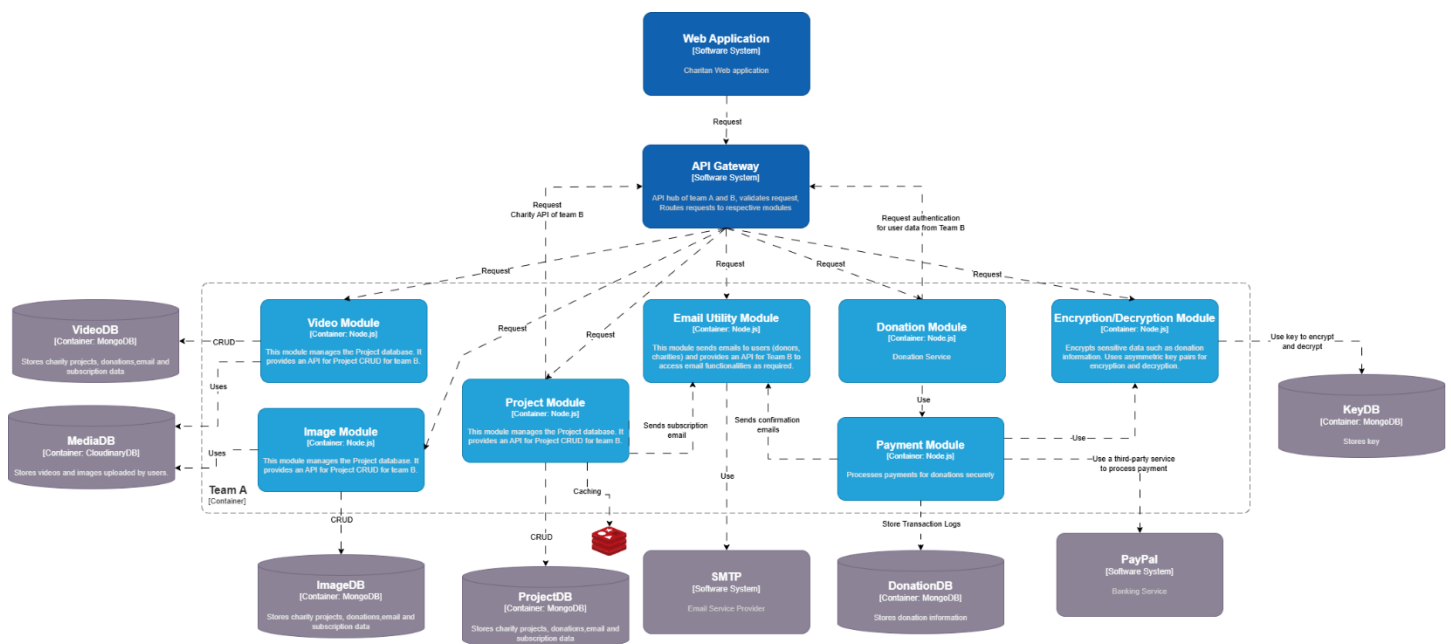 Web Application
[Software System]
Charitan Web application
Request
API Gateway
[Software System]
API hub of team A and B, validates request,
Routes requests to respective modules
Request
Charity API of team B
Request authentication
for user data from Team B
Request
Request
Request
Request
Request
Request
VideoDB
[Container: MongoDB]
Stores charity projects, donations,email and
subscription data
CRUD
Video Module
[Container: Node.js]
This module manages the Project database. It
provides an API for Project CRUD for team B.
Email Utility Module
[Container: Node.js]
This module sends emails to users (donors,
charities) and provides an API for Team B to
access email functionalities as required.
Donation Module
[Container: Node.js]
Donation Service
Encryption/Decryption Module
[Container: Node.js]
Encrypts sensitive data such as donation
information. Uses asymmetric key pairs for
encryption and decryption.
Use key to encrypt
and decrypt
Uses
Use
MediaDB
[Container: CloudinaryDB]
Stores videos and images uploaded by users.
Uses
Image Module
[Container: Node.js]
This module manages the Project database. It
provides an API for Project CRUD for team B.
Project Module
[Container: Node.js]
This module manages the Project database. It
provides an API for Project CRUD for team B.
Sends subscription
email
Sends confirmation
emails
Payment Module
[Container: Node.js]
Processes payments for donations securely
Use
Use a third-party service
to process payment
KeyDB
[Container: MongoDB]
Stores key
Team A
[Container]
CRUD
Caching
CRUD
Use
Store Transaction Logs
ImageDB
[Container: MongoDB]
Stores charity projects, donations,email and
subscription data
ProjectDB
[Container: MongoDB]
Stores charity projects, donations,email and
subscription data
SMTP
[Software System]
Email Service Provider
DonationDB
[Container: MongoDB]
Stores donation information
PayPal
[Software System]
Banking Service